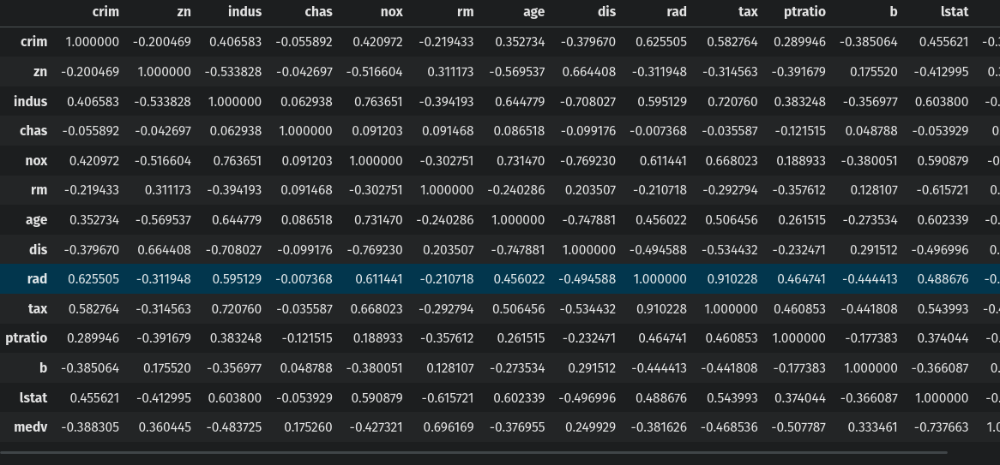 crim zn indus chas nox rm age dis rad tax ptratio b lstat
crim 1.000000 -0.200469 0.406583 -0.055892 0.420972 -0.219433 0.352734 -0.379670 0.625505 0.582764 0.289946 -0.385064 0.455621
zn -0.200469 1.000000 -0.533828 -0.042697 -0.516604 0.311173 -0.569537 0.664408 -0.311948 -0.314563 -0.391679 0.175520 -0.412995
indus 0.406583 -0.533828 1.000000 0.062938 0.763651 -0.394193 0.644779 -0.708027 0.595129 0.720760 0.383248 -0.356977 0.603800
chas -0.055892 -0.042697 0.062938 1.000000 0.091203 0.091468 0.086518 -0.099176 -0.007368 -0.035587 -0.121515 0.048788 -0.053929
nox 0.420972 -0.516604 0.763651 0.091203 1.000000 -0.302751 0.731470 -0.769230 0.611441 0.668023 0.188933 -0.380051 0.590879
rm -0.219433 0.311173 -0.394193 0.091468 -0.302751 1.000000 -0.240286 0.203507 -0.210718 -0.292794 -0.357612 0.128107 -0.615721
age 0.352734 -0.569537 0.644779 0.086518 0.731470 -0.240286 1.000000 -0.747881 0.456022 0.506456 0.261515 -0.273534 0.602339
dis -0.379670 0.664408 -0.708027 -0.099176 -0.769230 0.203507 -0.747881 1.000000 -0.494588 -0.534432 -0.232471 0.291512 -0.496996
rad 0.625505 -0.311948 0.595129 -0.007368 0.611441 -0.210718 0.456022 -0.494588 1.000000 0.910228 0.464741 -0.444413 0.488676
tax 0.582764 -0.314563 0.720760 -0.035587 0.668023 -0.292794 0.506456 -0.534432 0.910228 1.000000 0.460853 -0.441808 0.543993
ptratio 0.289946 -0.391679 0.383248 -0.121515 0.188933 -0.357612 0.261515 -0.232471 0.464741 0.460853 1.000000 -0.177383 0.374044
b -0.385064 0.175520 -0.356977 0.048788 -0.380051 0.128107 -0.273534 0.291512 -0.444413 -0.441808 -0.177383 1.000000 -0.366087
lstat 0.455621 -0.412995 0.603800 -0.053929 0.590879 -0.615721 0.602339 -0.496996 0.488676 0.543993 0.374044 -0.366087 1.000000
medv -0.388305 0.360445 -0.483725 0.175260 -0.427321 0.696169 -0.376955 0.249929 -0.381626 -0.468536 -0.507787 0.333461 -0.737663